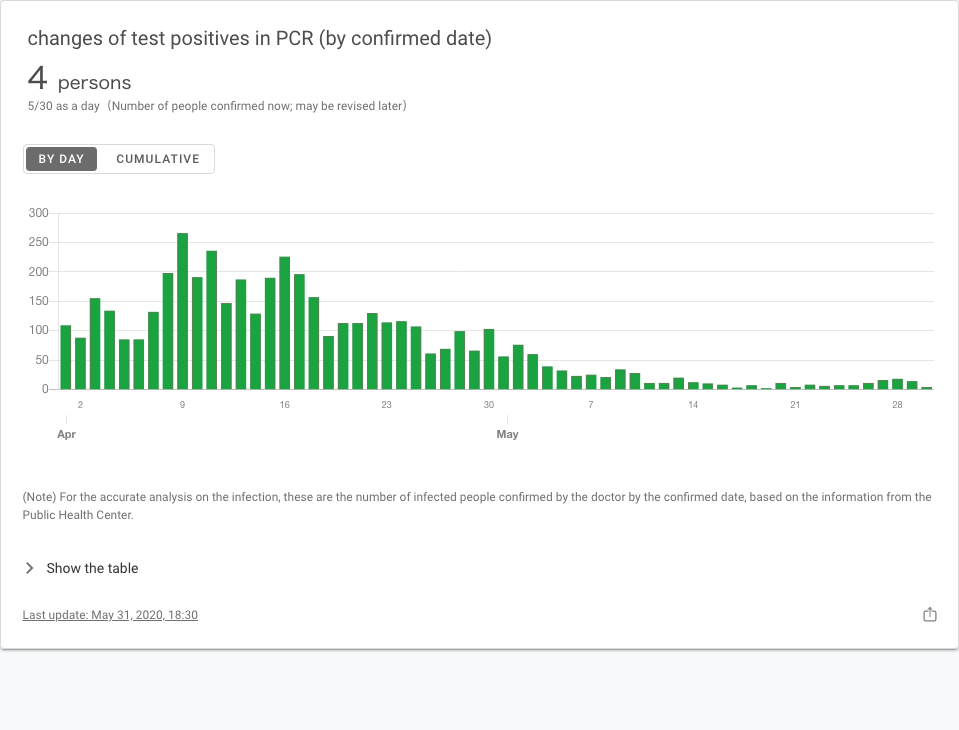 changes of test positives in PCR (by confirmed date)
4 persons
5/30 as a day（Number of people confirmed now; may be revised later）
BY DAY CUMULATIVE
300
250
200
150
100
50
0
2 9 16 23 30 7 14 21 28
Apr May
(Note) For the accurate analysis on the infection, these are the number of infected people confirmed by the doctor by the confirmed date, based on the information from the
Public Health Center.
Show the table
Last update: May 31, 2020, 18:30